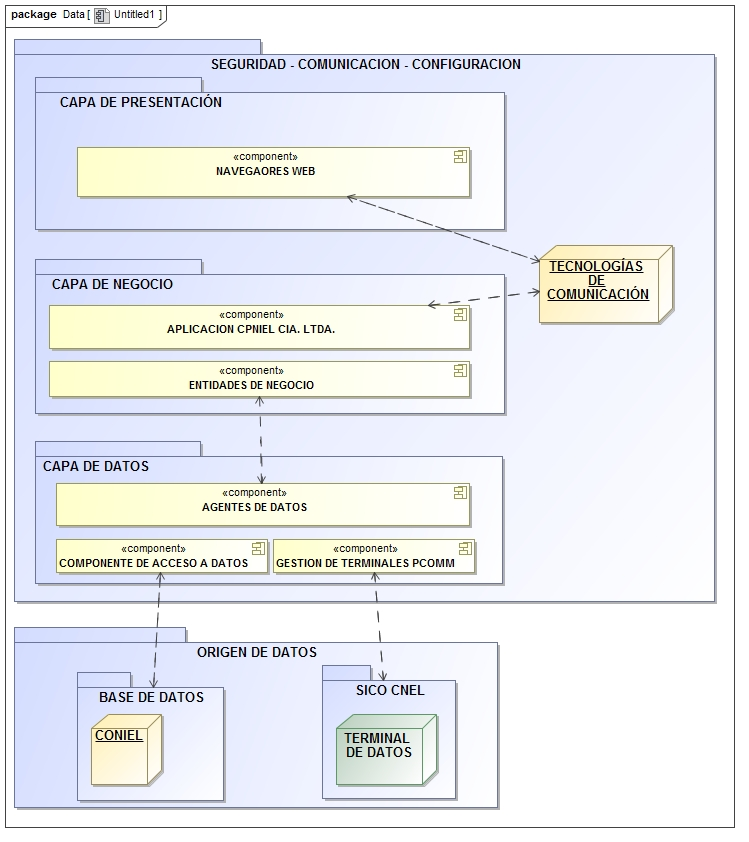 package Data [ Untitled1 ]
SEGURIDAD - COMUNICACION - CONFIGURACION
CAPA DE PRESENTACIÓN
«component»
NAVEGAORES WEB
TECNOLOGÍAS
DE
COMUNICACIÓN
CAPA DE NEGOCIO
«component»
APLICACION CPNIEL CIA. LTDA.
«component»
ENTIDADES DE NEGOCIO
CAPA DE DATOS
«component»
AGENTES DE DATOS
«component»
COMPONENTE DE ACCESO A DATOS
«component»
GESTION DE TERMINALES PCOMM
ORIGEN DE DATOS
BASE DE DATOS
CONIEL
SICO CNEL
TERMINAL
DE DATOS